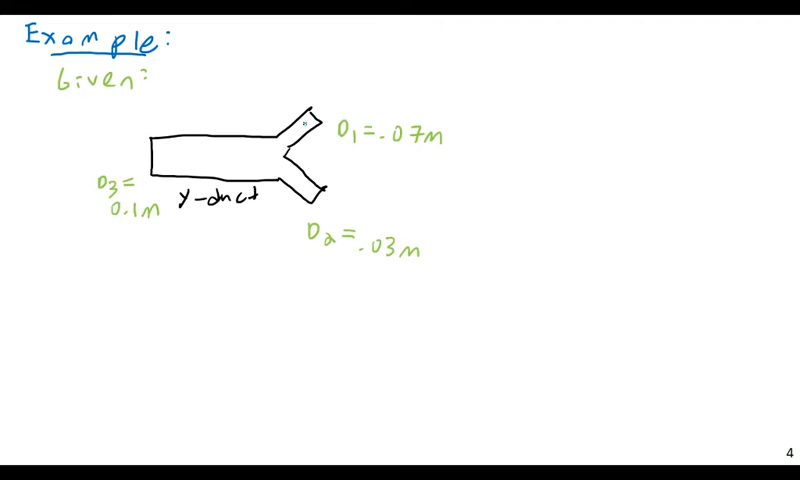 Example:
Given:
D1 = .07m
D3 =
0.1m
y-duct
D2 =
.03m
4